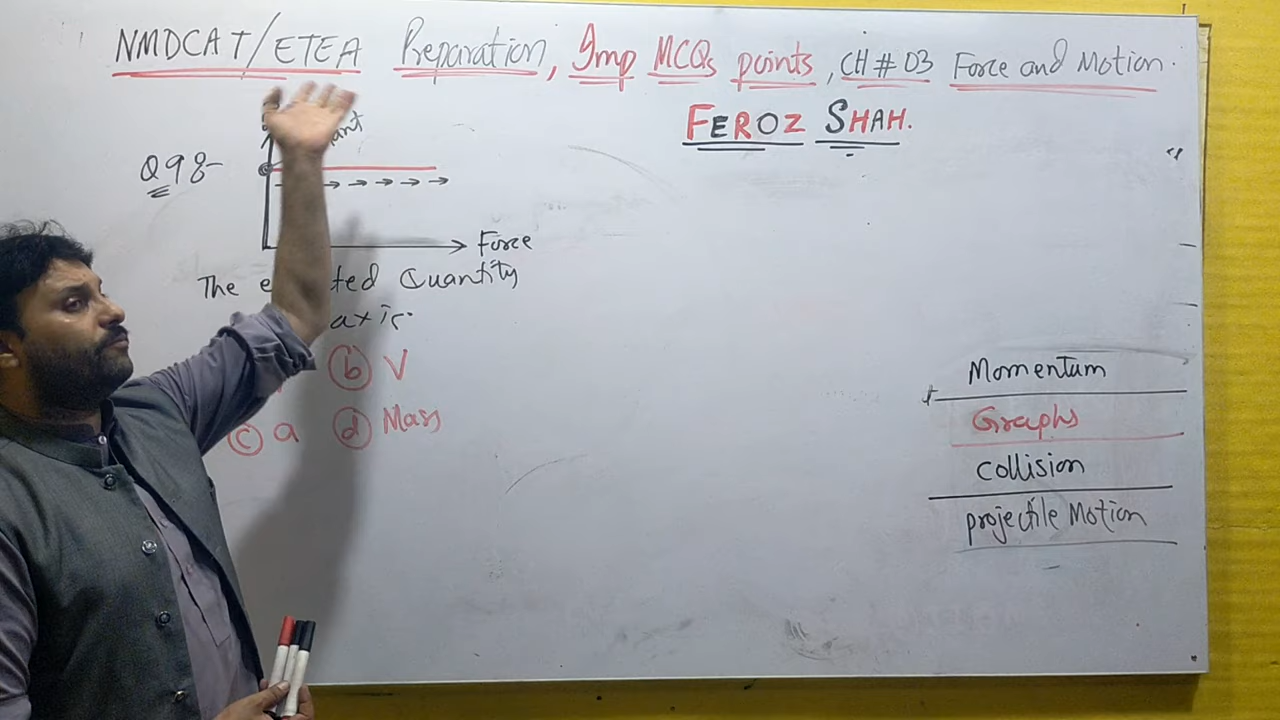 NMDCAT/ETEA Preparation, Imp MCQs points, CH # 03 Force and Motion.
FEROZ SHAH.
Q98-
Force
The Quantity
axis
b V
c a d Mass
Momentum
Graphs
Collision
projectile Motion